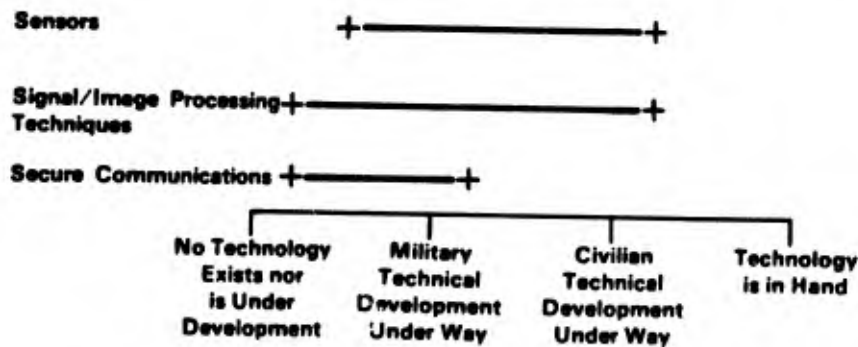 Sensors
Signal/Image Processing
Techniques
Secure Communications
No Technology
Exists nor
is Under
Development
Military
Technical
Development
Under Way
Civilian
Technical
Development
Under Way
Technology
is in Hand